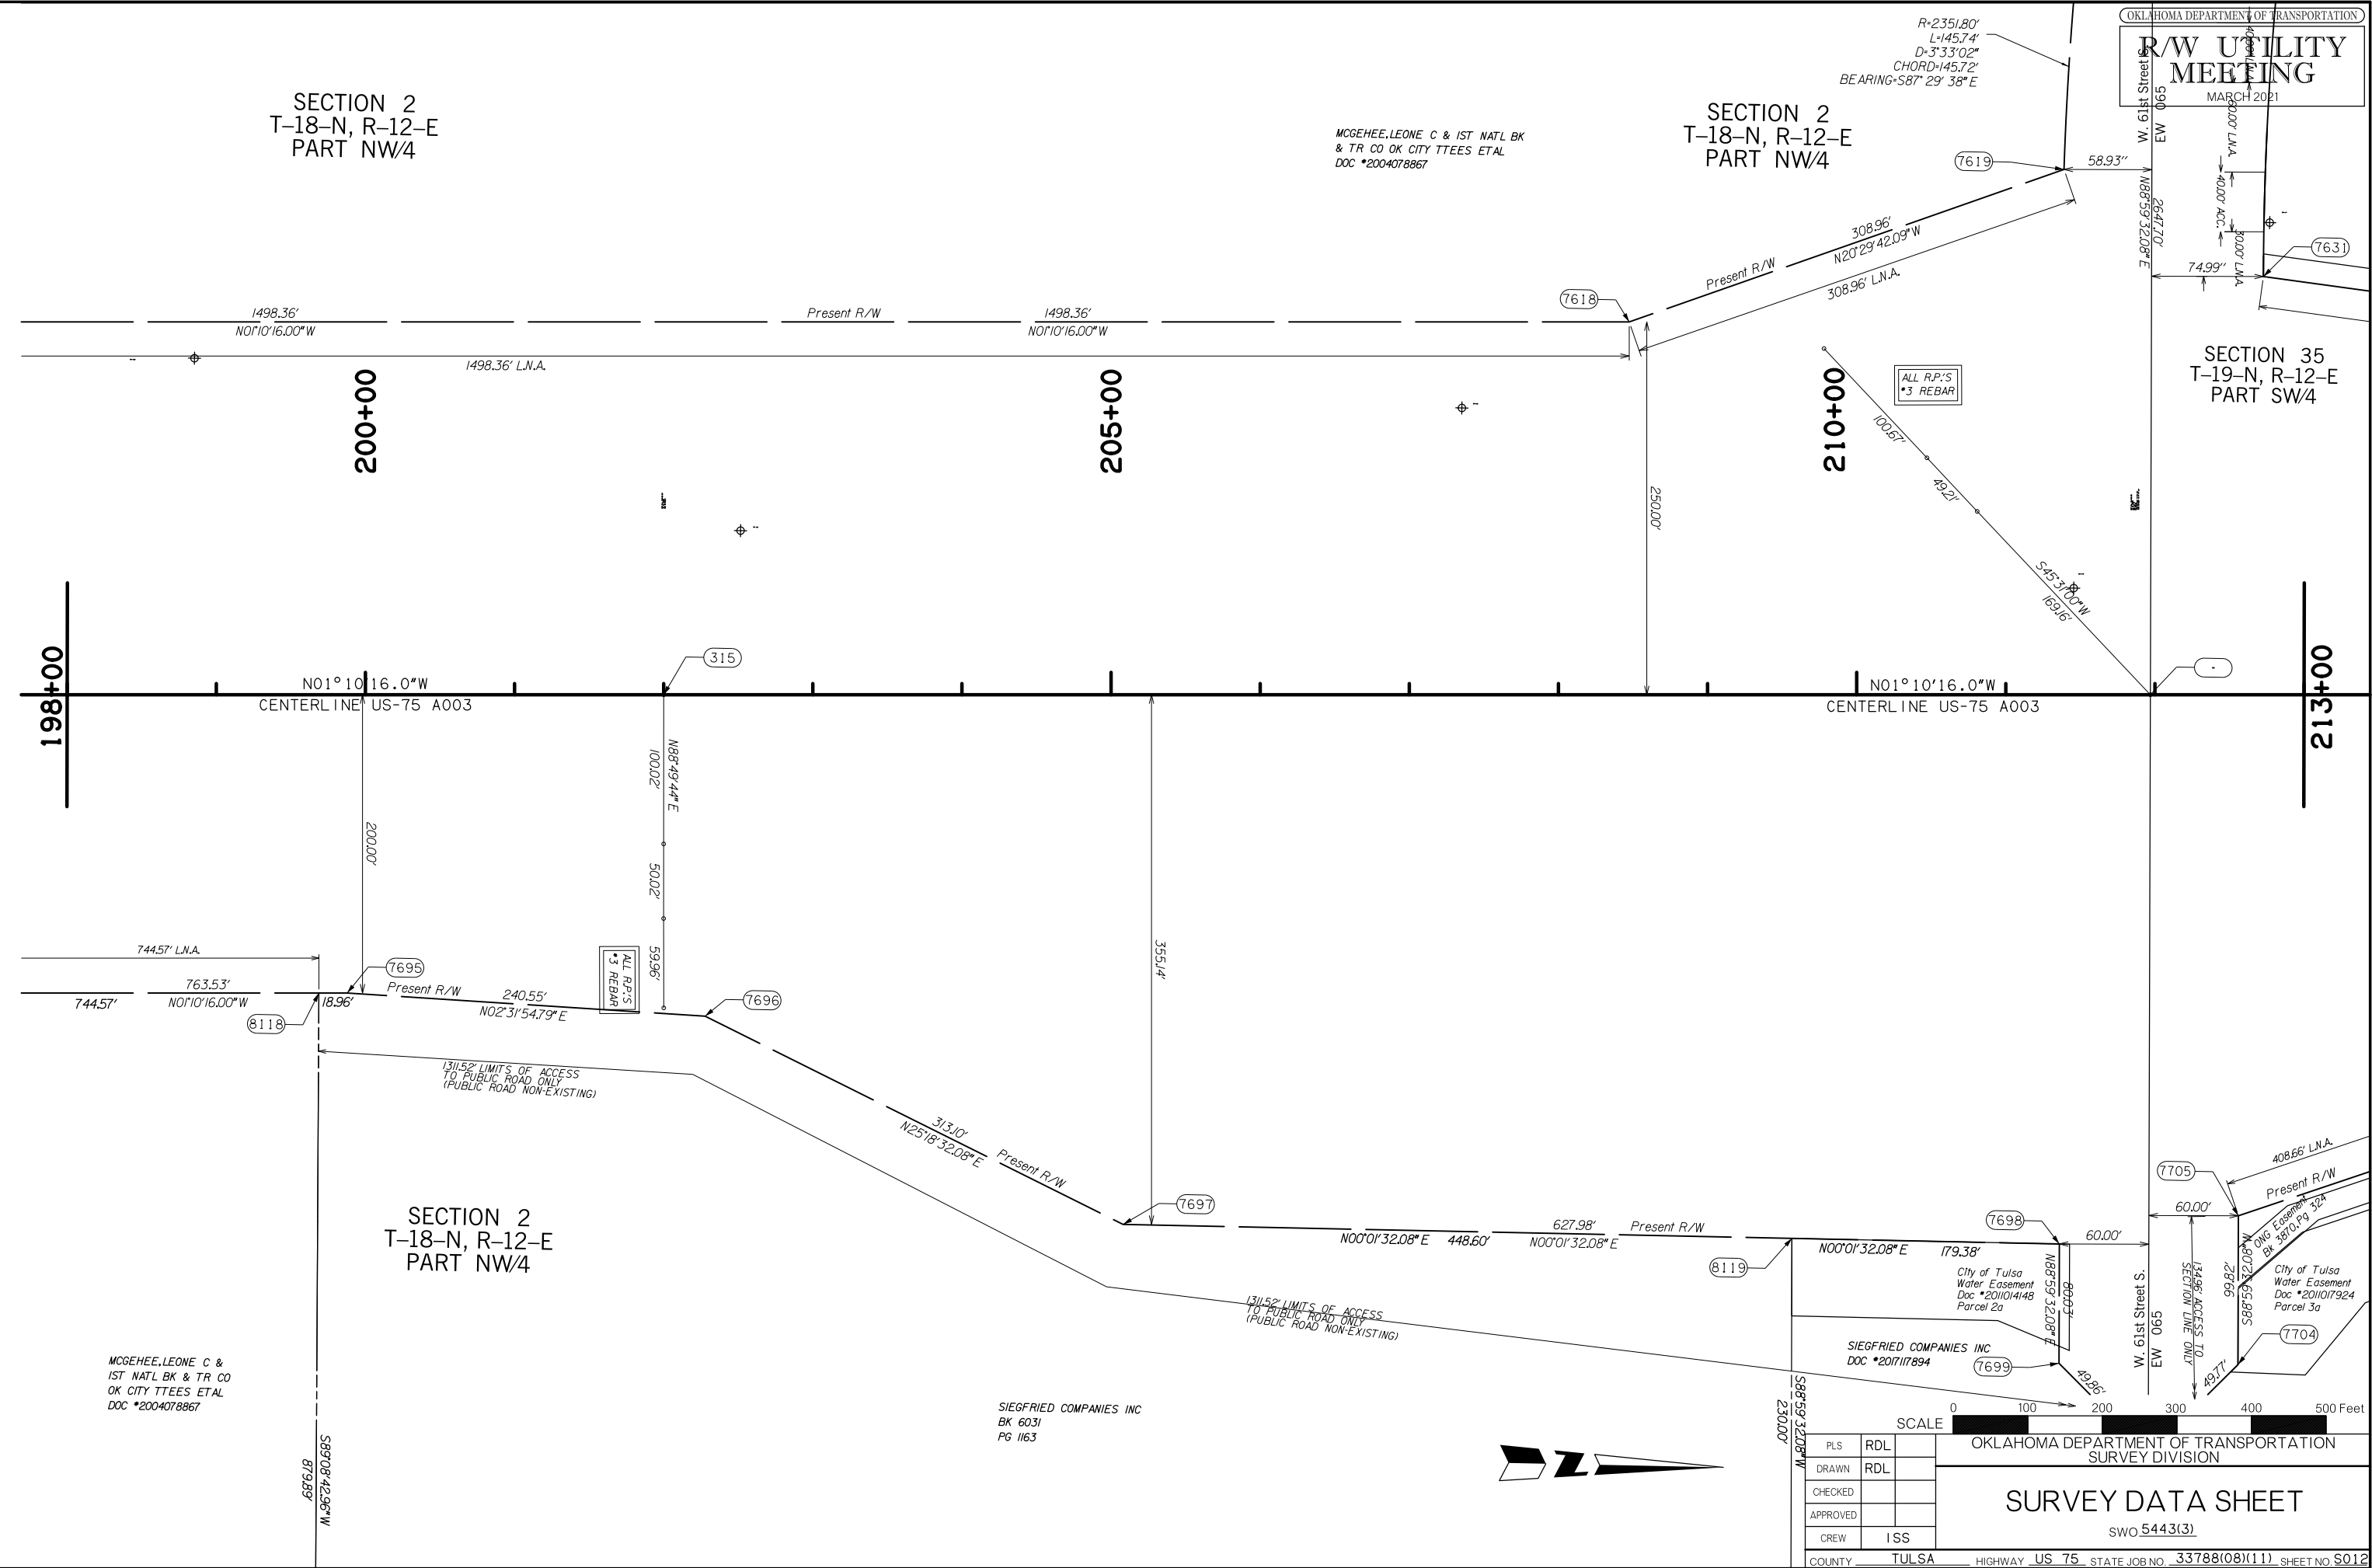 OKLAHOMA DEPARTMENT OF TRANSPORTATION
R/W UTILITY
MEETING
MARCH 2021
R=2351.80'
L=145.74'
D=3°33'02"
CHORD=145.72'
BEARING=S87° 29' 38" E
SECTION 2
T-18-N, R-12-E
PART NW/4
MCGEHEE,LEONE C & IST NATL BK
& TR CO OK CITY TTEES ETAL
DOC #2004078867
SECTION 2
T-18-N, R-12-E
PART NW/4
7619
58.93"
W. 61st Street S.
EW 065
N88°59'32.08" E
2647.70'
40.00' L.N.A.
60.00' L.N.A.
40.00' ACC.
30.00' L.N.A.
74.99"
7631
308.96'
N20°29'42.09" W
Present R/W
308.96' L.N.A.
7618
1498.36'
N01°10'16.00" W
Present R/W
1498.36'
N01°10'16.00" W
1498.36' L.N.A.
SECTION 35
T-19-N, R-12-E
PART SW/4
ALL R.P.'S
#3 REBAR
200+00
205+00
210+00
100.67'
49.21'
S45°31'00" W
169.16'
250.00'
198+00
213+00
315
N01°10'16.0"W
CENTERLINE US-75 A003
N01°10'16.0"W
CENTERLINE US-75 A003
-
N88°49'44" E
100.02'
50.02'
59.96'
200.00'
355.14'
ALL R.P.'S
#3 REBAR
744.57' L.N.A.
763.53'
744.57'
N01°10'16.00" W
18.96'
8118
7695
Present R/W
240.55'
N02°31'54.79" E
7696
1311.52' LIMITS OF ACCESS
TO PUBLIC ROAD ONLY
(PUBLIC ROAD NON-EXISTING)
313.10'
N25°18'32.08" E
Present R/W
7697
627.98'
Present R/W
N00°01'32.08" E
448.60'
N00°01'32.08" E
8119
N00°01'32.08" E
179.38'
7698
60.00'
7705
60.00'
408.66' L.N.A.
Present R/W
ONG Easement
Bk 3870,Pg 324
City of Tulsa
Water Easement
Doc #2011014148
Parcel 2a
N88°59'32.08" E
80.03'
W. 61st Street S.
EW 065
134.96' ACCESS TO
SECTION LINE ONLY
99.82'
City of Tulsa
Water Easement
Doc #2011017924
Parcel 3a
7704
49.77'
49.86'
7699
SIEGFRIED COMPANIES INC
DOC #2017117894
1311.52' LIMITS OF ACCESS
TO PUBLIC ROAD ONLY
(PUBLIC ROAD NON-EXISTING)
SECTION 2
T-18-N, R-12-E
PART NW/4
MCGEHEE,LEONE C &
IST NATL BK & TR CO
OK CITY TTEES ETAL
DOC #2004078867
S89°08'42.96" W
879.89'
SIEGFRIED COMPANIES INC
BK 6031
PG 1163
S88°59'32.08" W
230.00'
N
SCALE
0 100 200 300 400 500 Feet
PLS RDL
DRAWN RDL
CHECKED
APPROVED
CREW ISS
OKLAHOMA DEPARTMENT OF TRANSPORTATION
SURVEY DIVISION
SURVEY DATA SHEET
SWO 5443(3)
COUNTY TULSA HIGHWAY US 75 STATE JOB NO. 33788(08)(11) SHEET NO. S012